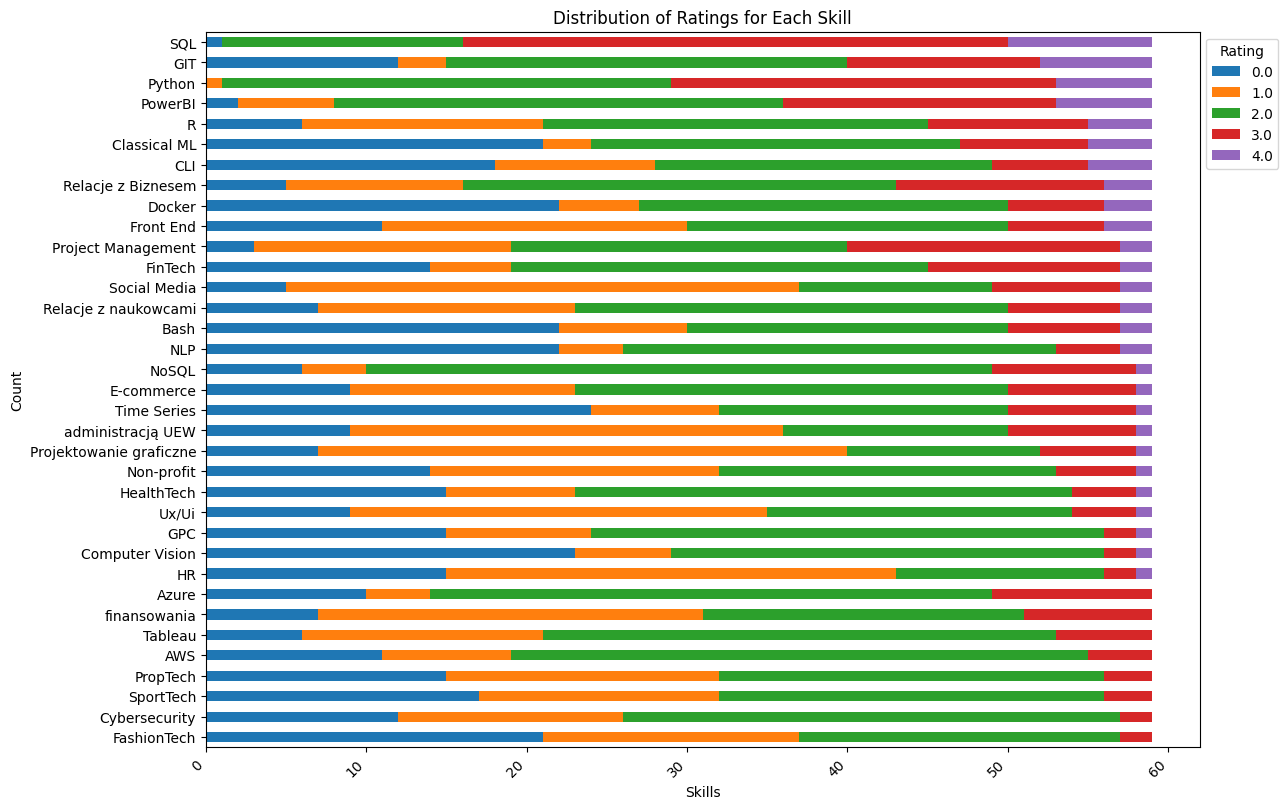 Distribution of Ratings for Each Skill
SQL
GIT
Python
PowerBI
R
Classical ML
CLI
Relacje z Biznesem
Docker
Front End
Project Management
FinTech
Social Media
Relacje z naukowcami
Bash
NLP
NoSQL
E-commerce
Time Series
administracją UEW
Projektowanie graficzne
Non-profit
HealthTech
Ux/Ui
GPC
Computer Vision
HR
Azure
finansowania
Tableau
AWS
PropTech
SportTech
Cybersecurity
FashionTech
Count
0
10
20
30
40
50
60
Skills
Rating
0.0
1.0
2.0
3.0
4.0